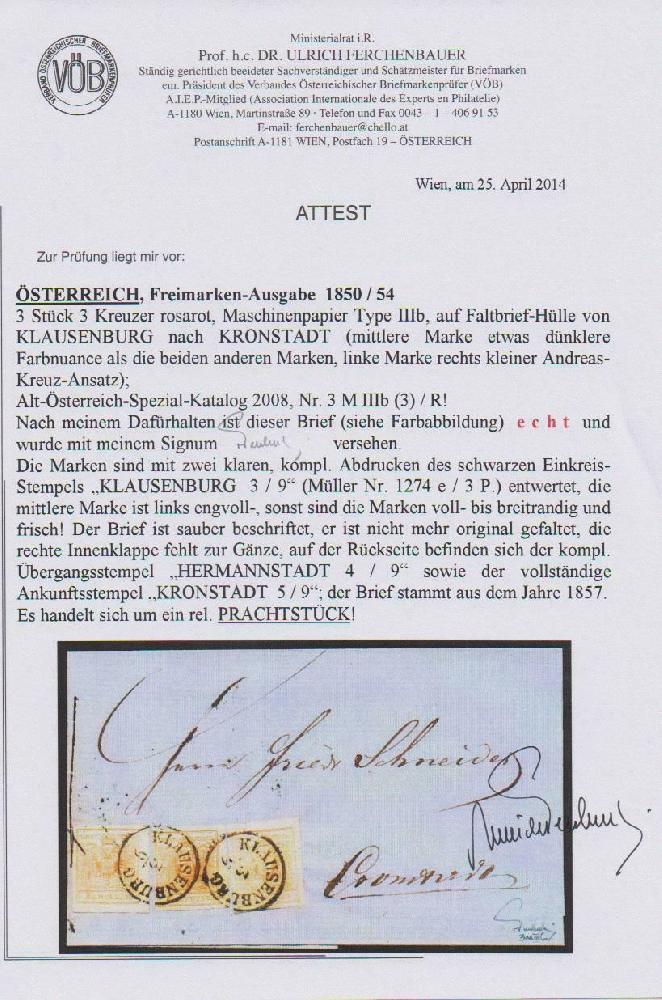 VERBAND ÖSTERREICHISCHER BRIEFMARKENPRÜFER
VÖB
Ministerialrat i.R.
Prof. h.c. DR. ULRICH FERCHENBAUER
Ständig gerichtlich beeideter Sachverständiger und Schätzmeister für Briefmarken
em. Präsident des Verbandes Österreichischer Briefmarkenprüfer (VÖB)
A.I.E.P.-Mitglied (Association Internationale des Experts en Philatelie)
A-1180 Wien, Martinstraße 89 · Telefon und Fax 0043 – 1 – 406 91 53
E-mail: ferchenbauer@chello.at
Postanschrift A-1181 WIEN, Postfach 19 – ÖSTERREICH
Wien, am 25. April 2014
ATTEST
Zur Prüfung liegt mir vor:
ÖSTERREICH, Freimarken-Ausgabe 1850 / 54
3 Stück 3 Kreuzer rosarot, Maschinenpapier Type IIIb, auf Faltbrief-Hülle von
KLAUSENBURG nach KRONSTADT (mittlere Marke etwas dünklere
Farbnuance als die beiden anderen Marken, linke Marke rechts kleiner Andreas-
Kreuz-Ansatz);
Alt-Österreich-Spezial-Katalog 2008, Nr. 3 M IIIb (3) / R!
Nach meinem Dafürhalten ist dieser Brief (siehe Farbabbildung) e c h t und
wurde mit meinem Signum versehen.
Die Marken sind mit zwei klaren, kompl. Abdrucken des schwarzen Einkreis-
Stempels „KLAUSENBURG 3 / 9“ (Müller Nr. 1274 e / 3 P.) entwertet, die
mittlere Marke ist links engvoll-, sonst sind die Marken voll- bis breitrandig und
frisch! Der Brief ist sauber beschriftet, er ist nicht mehr original gefaltet, die
rechte Innenklappe fehlt zur Gänze, auf der Rückseite befinden sich der kompl.
Übergangsstempel „HERMANNSTADT 4 / 9“ sowie der vollständige
Ankunftsstempel „KRONSTADT 5 / 9“; der Brief stammt aus dem Jahre 1857.
Es handelt sich um ein rel. PRACHTSTÜCK!
Herrn Friedr Schneider
KLAUSENBURG
KLAUSENBURG